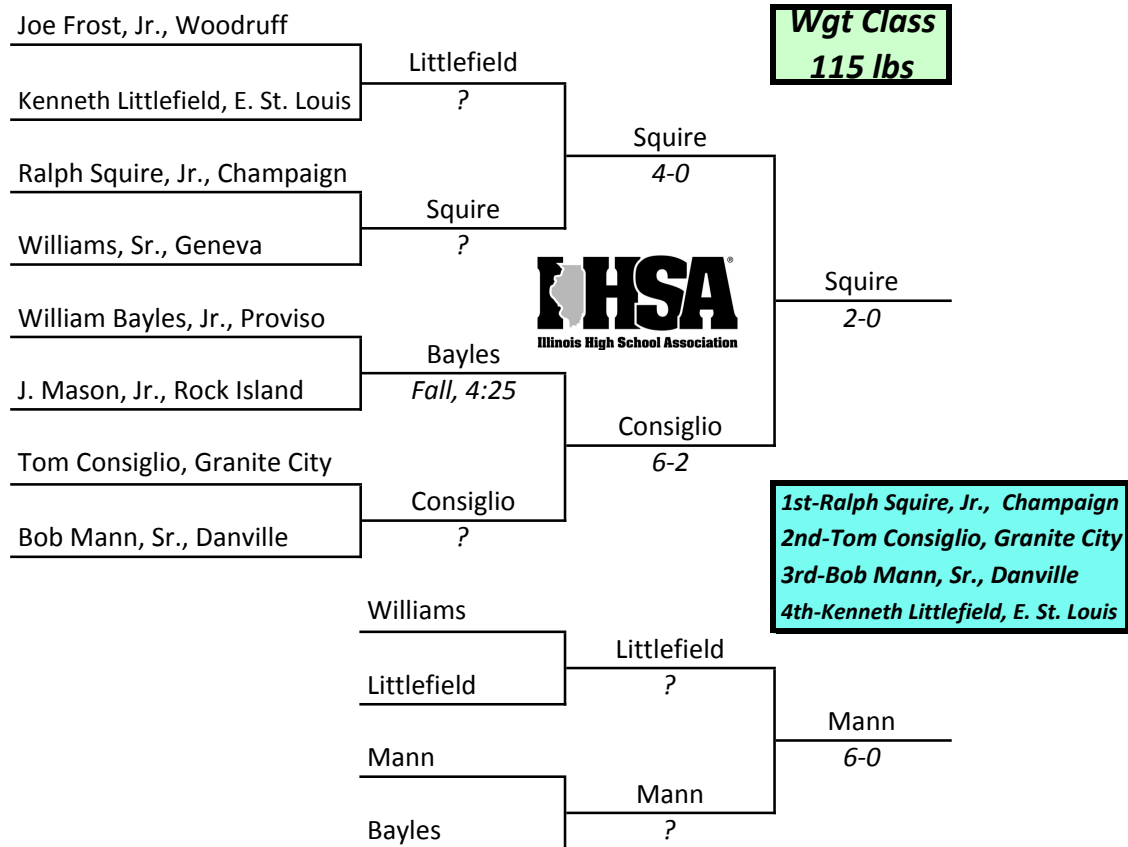 Joe Frost, Jr., Woodruff
Wgt Class
115 lbs
Littlefield
?
Kenneth Littlefield, E. St. Louis
Squire
4-0
Ralph Squire, Jr., Champaign
Squire
?
Williams, Sr., Geneva
IHSA®
Illinois High School Association
Squire
2-0
William Bayles, Jr., Proviso
Bayles
Fall, 4:25
J. Mason, Jr., Rock Island
Consiglio
6-2
Tom Consiglio, Granite City
Consiglio
?
Bob Mann, Sr., Danville
1st-Ralph Squire, Jr., Champaign
2nd-Tom Consiglio, Granite City
3rd-Bob Mann, Sr., Danville
4th-Kenneth Littlefield, E. St. Louis
Williams
Littlefield
?
Littlefield
Mann
6-0
Mann
Mann
?
Bayles